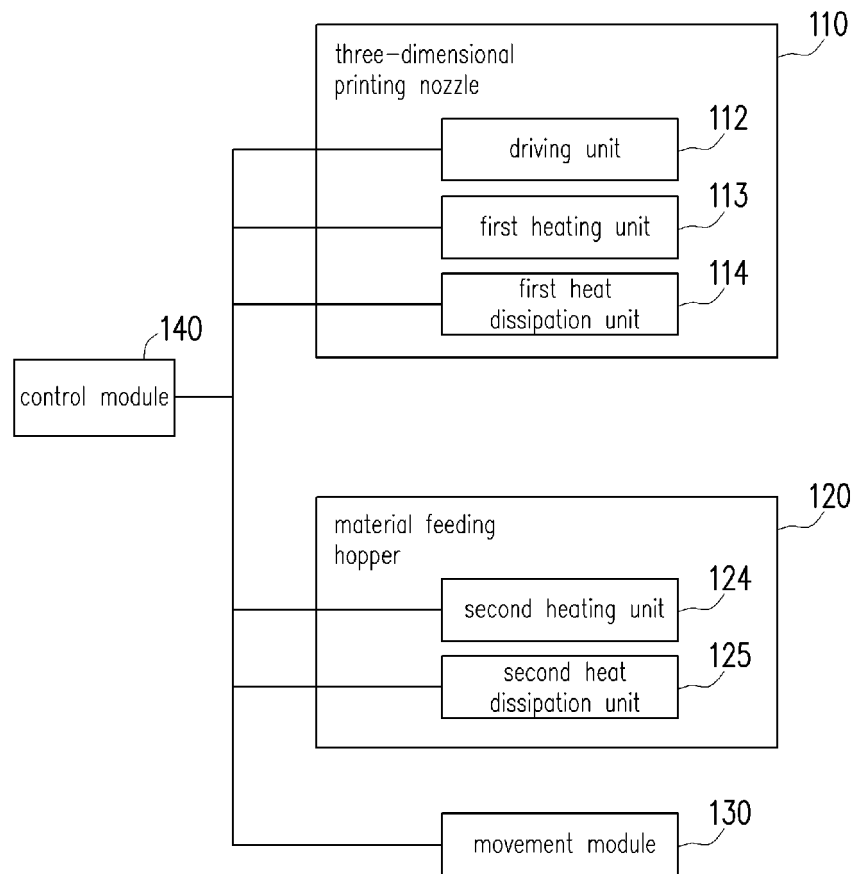 110
three-dimensional
printing nozzle
112
driving unit
113
first heating unit
114
first heat
dissipation unit
140
control module
120
material feeding
hopper
124
second heating unit
125
second heat
dissipation unit
130
movement module